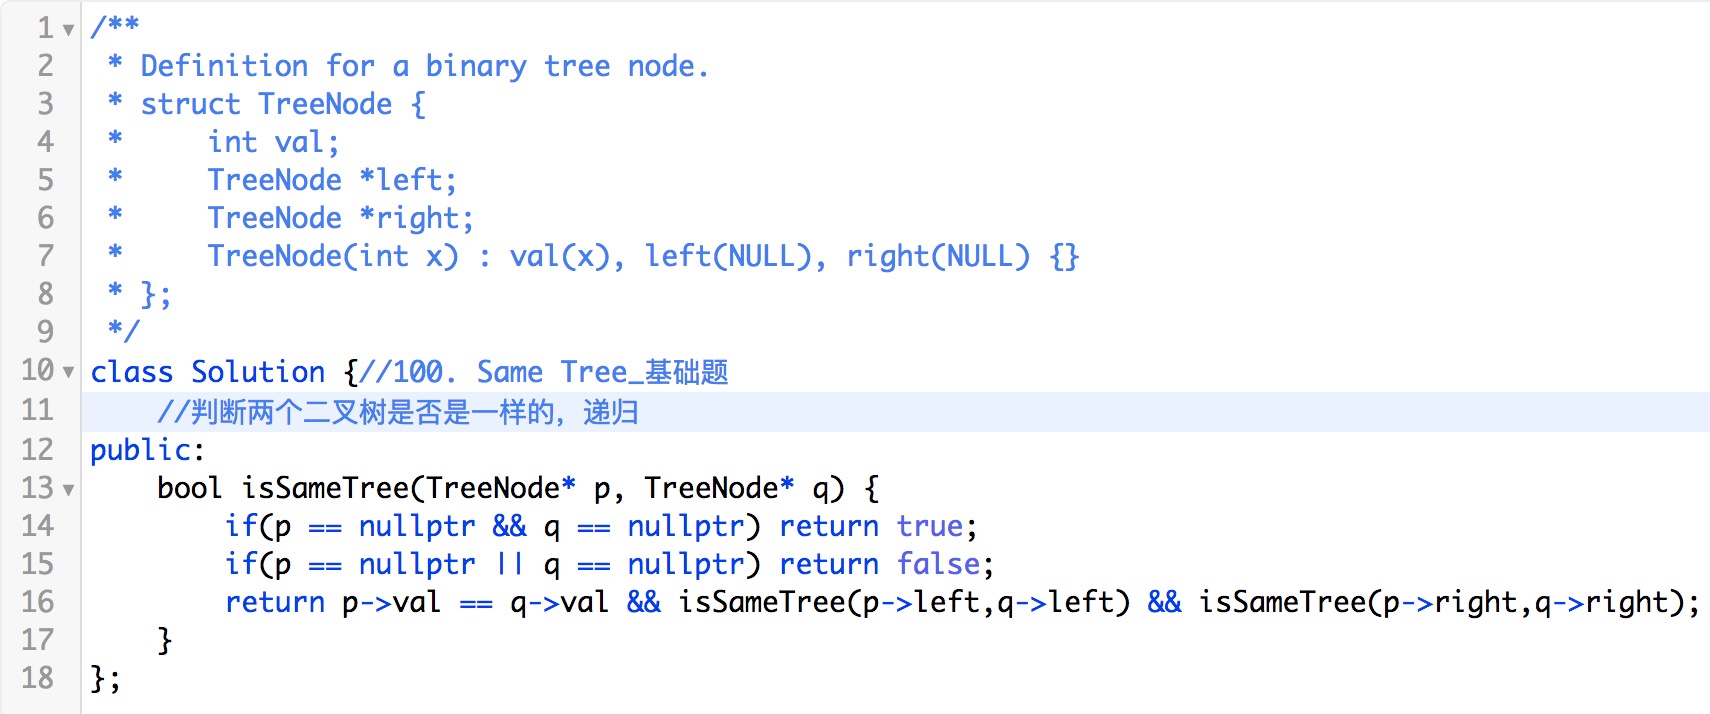 1 /**
2  * Definition for a binary tree node.
3  * struct TreeNode {
4  *     int val;
5  *     TreeNode *left;
6  *     TreeNode *right;
7  *     TreeNode(int x) : val(x), left(NULL), right(NULL) {}
8  * };
9  */
10 class Solution {//100. Same Tree_基础题
11     //判断两个二叉树是否是一样的，递归
12 public:
13     bool isSameTree(TreeNode* p, TreeNode* q) {
14         if(p == nullptr && q == nullptr) return true;
15         if(p == nullptr || q == nullptr) return false;
16         return p->val == q->val && isSameTree(p->left,q->left) && isSameTree(p->right,q->right);
17     }
18 };